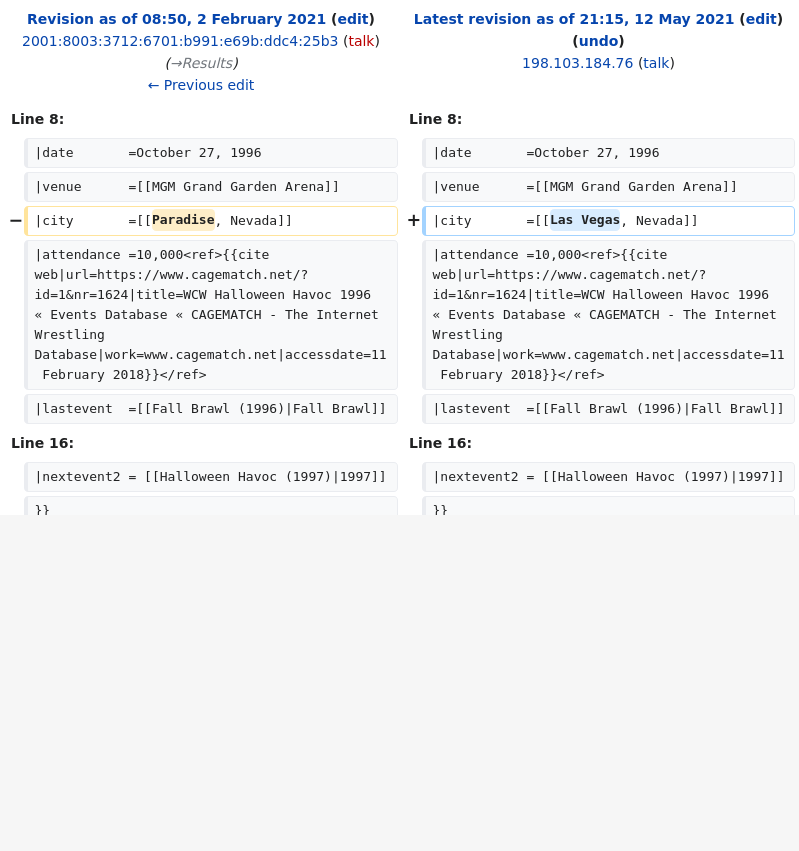 Revision as of 08:50, 2 February 2021 (edit)
2001:8003:3712:6701:b991:e69b:ddc4:25b3 (talk)
(→Results)
← Previous edit
Latest revision as of 21:15, 12 May 2021 (edit)
(undo)
198.103.184.76 (talk)
Line 8:
Line 8:
|date       =October 27, 1996
|date       =October 27, 1996
|venue      =[[MGM Grand Garden Arena]]
|venue      =[[MGM Grand Garden Arena]]
− |city       =[[Paradise, Nevada]]
+ |city       =[[Las Vegas, Nevada]]
|attendance =10,000<ref>{{cite
web|url=https://www.cagematch.net/?
id=1&nr=1624|title=WCW Halloween Havoc 1996
« Events Database « CAGEMATCH - The Internet
Wrestling
Database|work=www.cagematch.net|accessdate=11
February 2018}}</ref>
|attendance =10,000<ref>{{cite
web|url=https://www.cagematch.net/?
id=1&nr=1624|title=WCW Halloween Havoc 1996
« Events Database « CAGEMATCH - The Internet
Wrestling
Database|work=www.cagematch.net|accessdate=11
February 2018}}</ref>
|lastevent  =[[Fall Brawl (1996)|Fall Brawl]]
|lastevent  =[[Fall Brawl (1996)|Fall Brawl]]
Line 16:
Line 16:
|nextevent2 = [[Halloween Havoc (1997)|1997]]
|nextevent2 = [[Halloween Havoc (1997)|1997]]
}}
}}